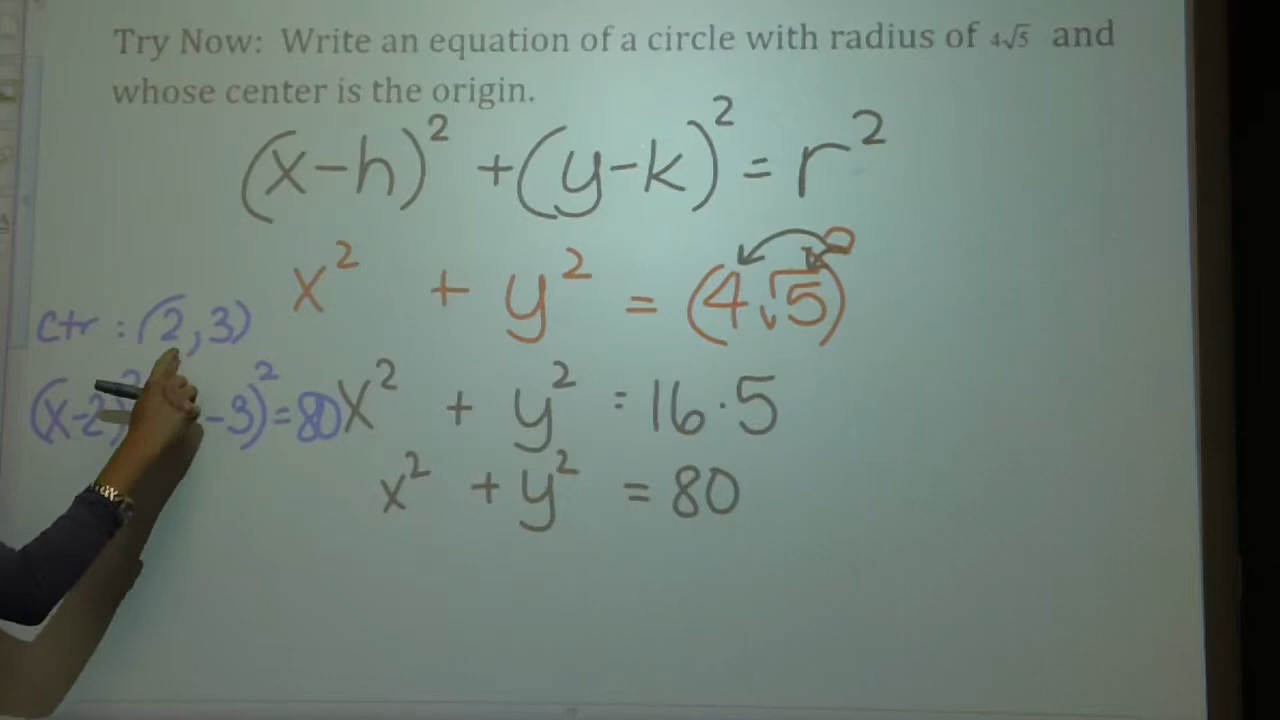 Try Now: Write an equation of a circle with radius of 4√5 and
whose center is the origin.
(x-h)² + (y-k)² = r²
x² + y² = (4√5)²
ctr : (2,3)
(x-2)² -3)² = 80
x² + y² = 16·5
x² + y² = 80